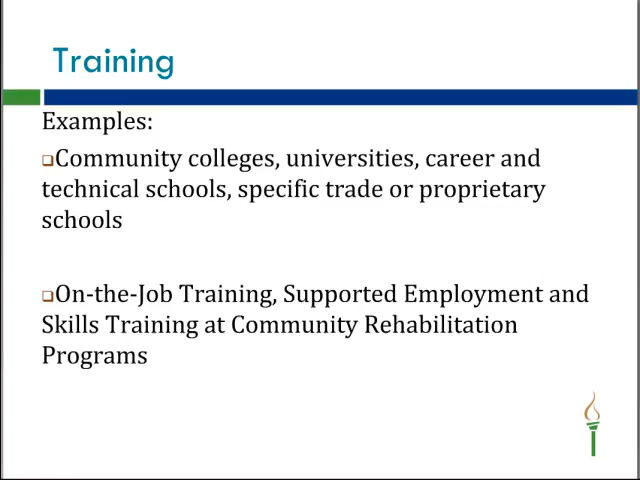 Training
Examples:
❑Community colleges, universities, career and
technical schools, specific trade or proprietary
schools
❑On-the-Job Training, Supported Employment and
Skills Training at Community Rehabilitation
Programs